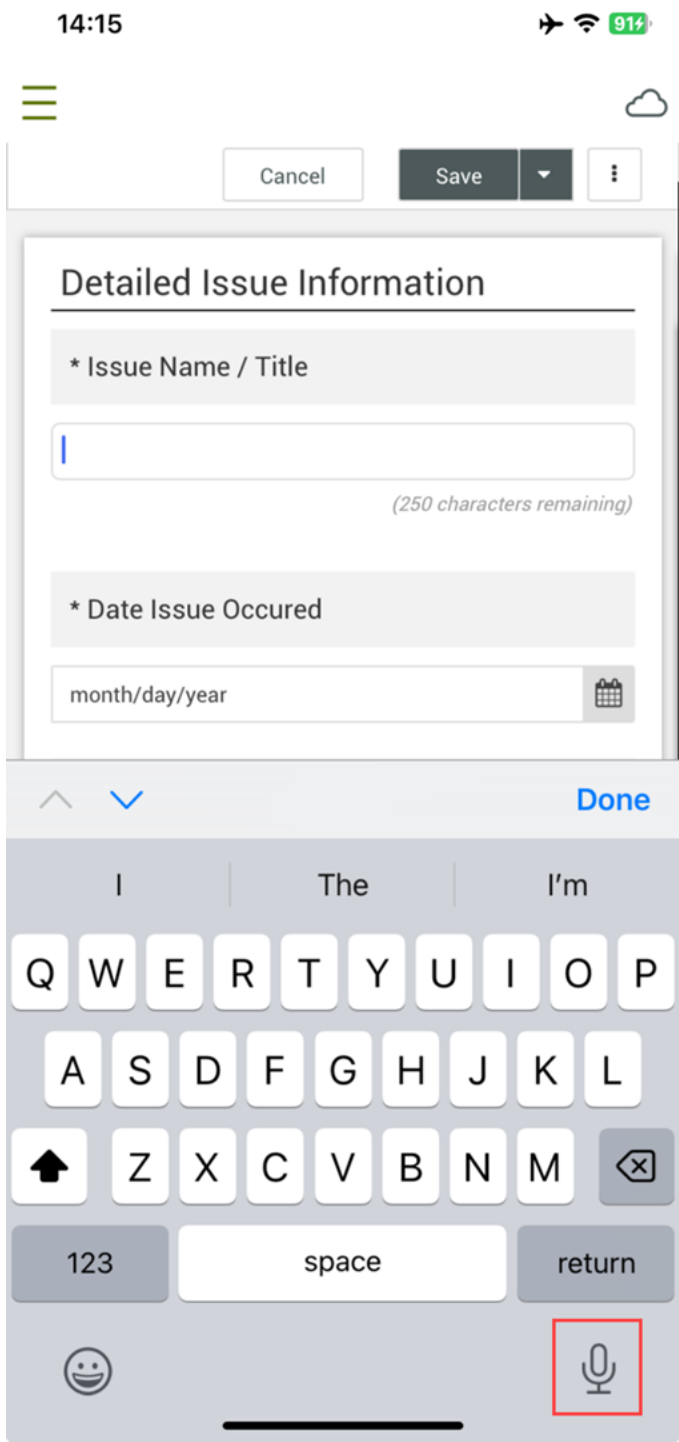 14:15
91
Cancel
Save
Detailed Issue Information
* Issue Name / Title
(250 characters remaining)
* Date Issue Occured
month/day/year
Done
I The I'm
Q W E R T Y U I O P
A S D F G H J K L
Z X C V B N M
123 space return